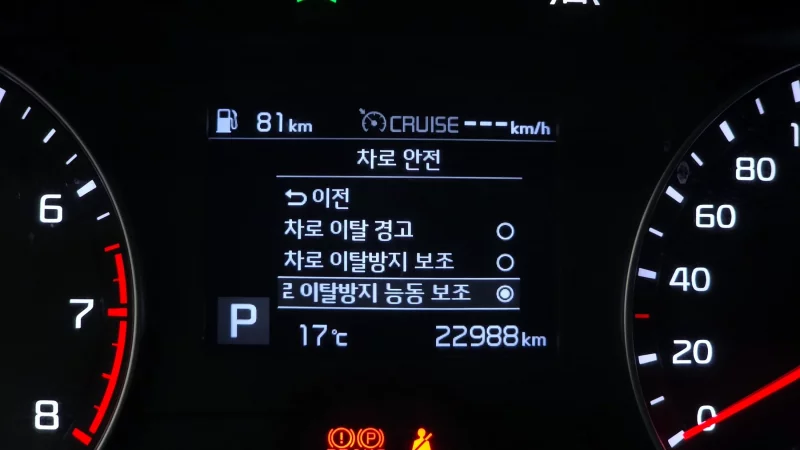 81km CRUISE ---km/h
차로 안전
이전
차로 이탈 경고
차로 이탈방지 보조
로 이탈방지 능동 보조
P 17℃ 22988km
6
7
8
80
60
40
20
0
P